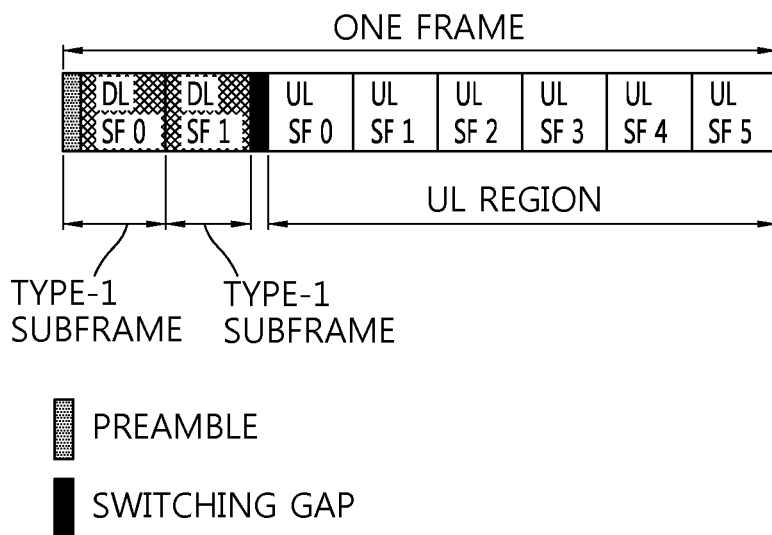 ONE FRAME
DL SF 0
DL SF 1
UL SF 0
UL SF 1
UL SF 2
UL SF 3
UL SF 4
UL SF 5
UL REGION
TYPE-1
SUBFRAME
TYPE-1
SUBFRAME
PREAMBLE
SWITCHING GAP